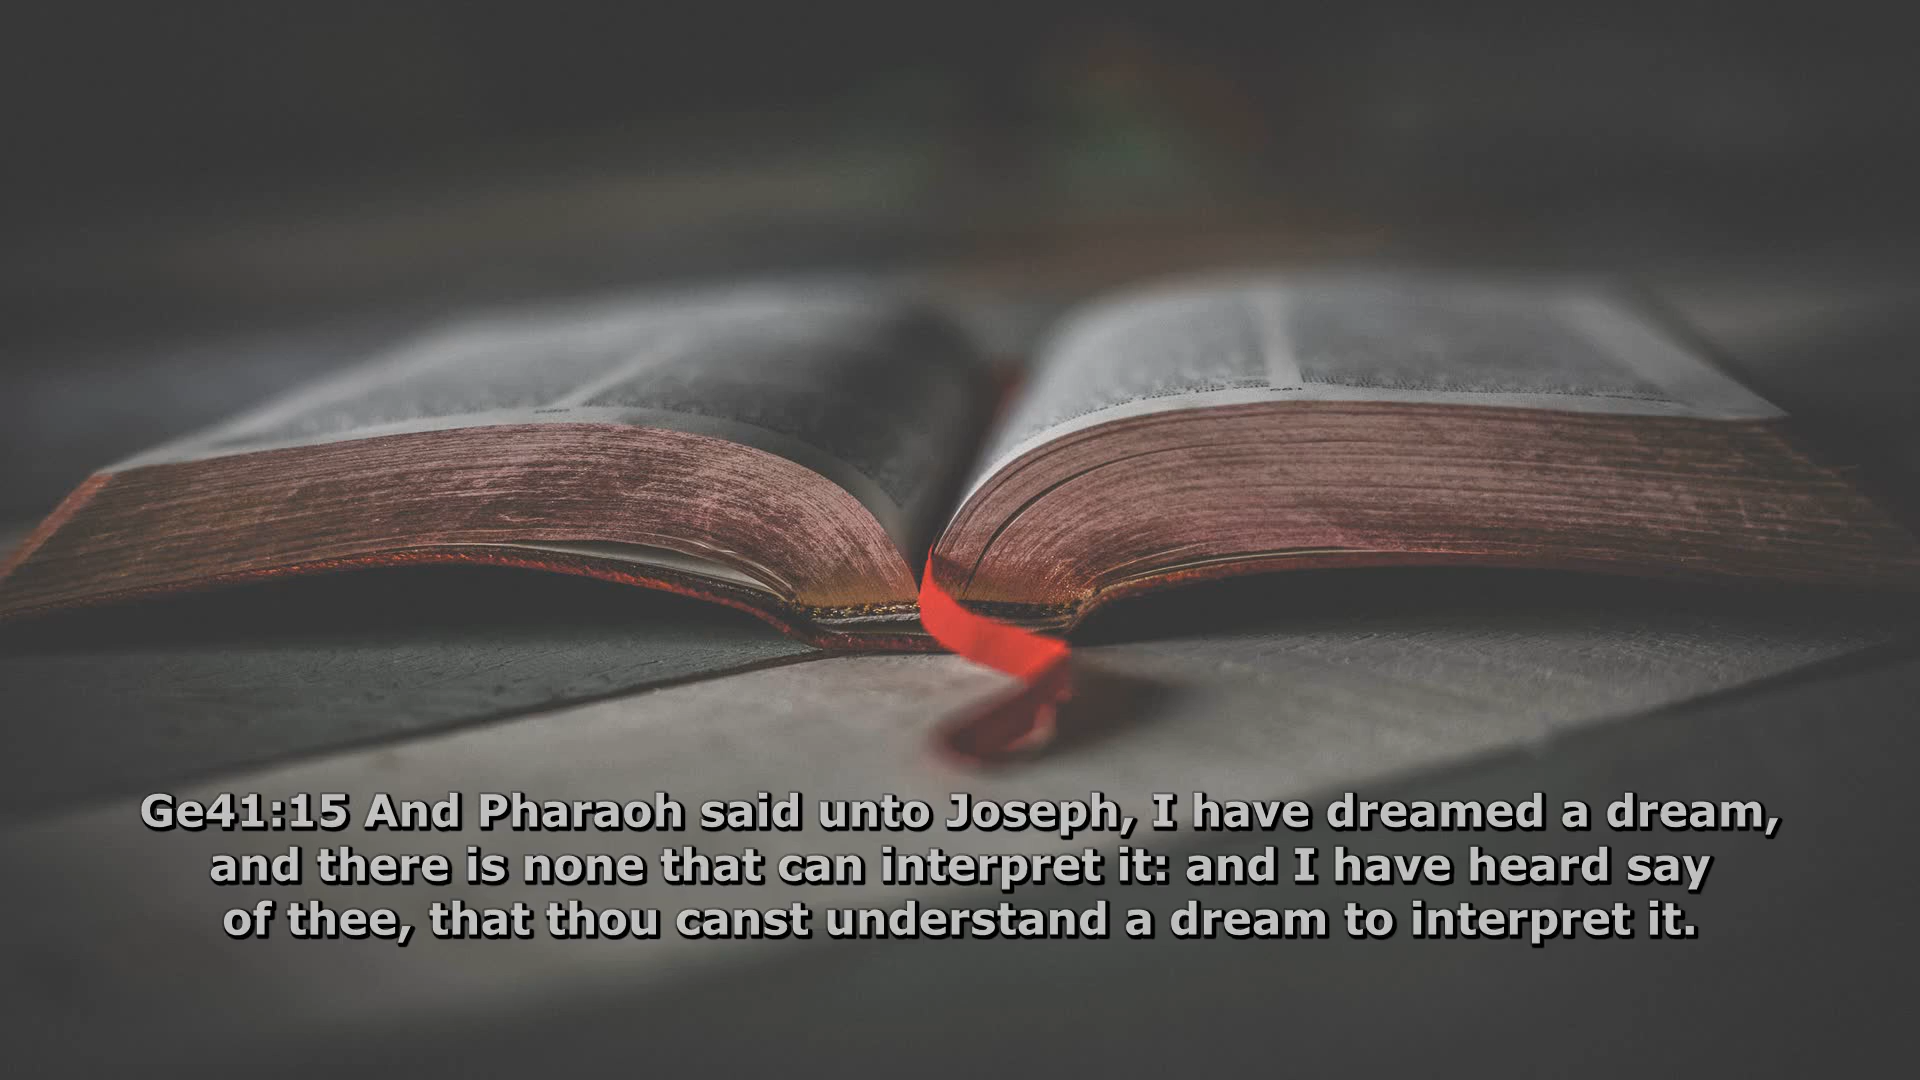 Ge41:15 And Pharaoh said unto Joseph, I have dreamed a dream,
and there is none that can interpret it: and I have heard say
of thee, that thou canst understand a dream to interpret it.